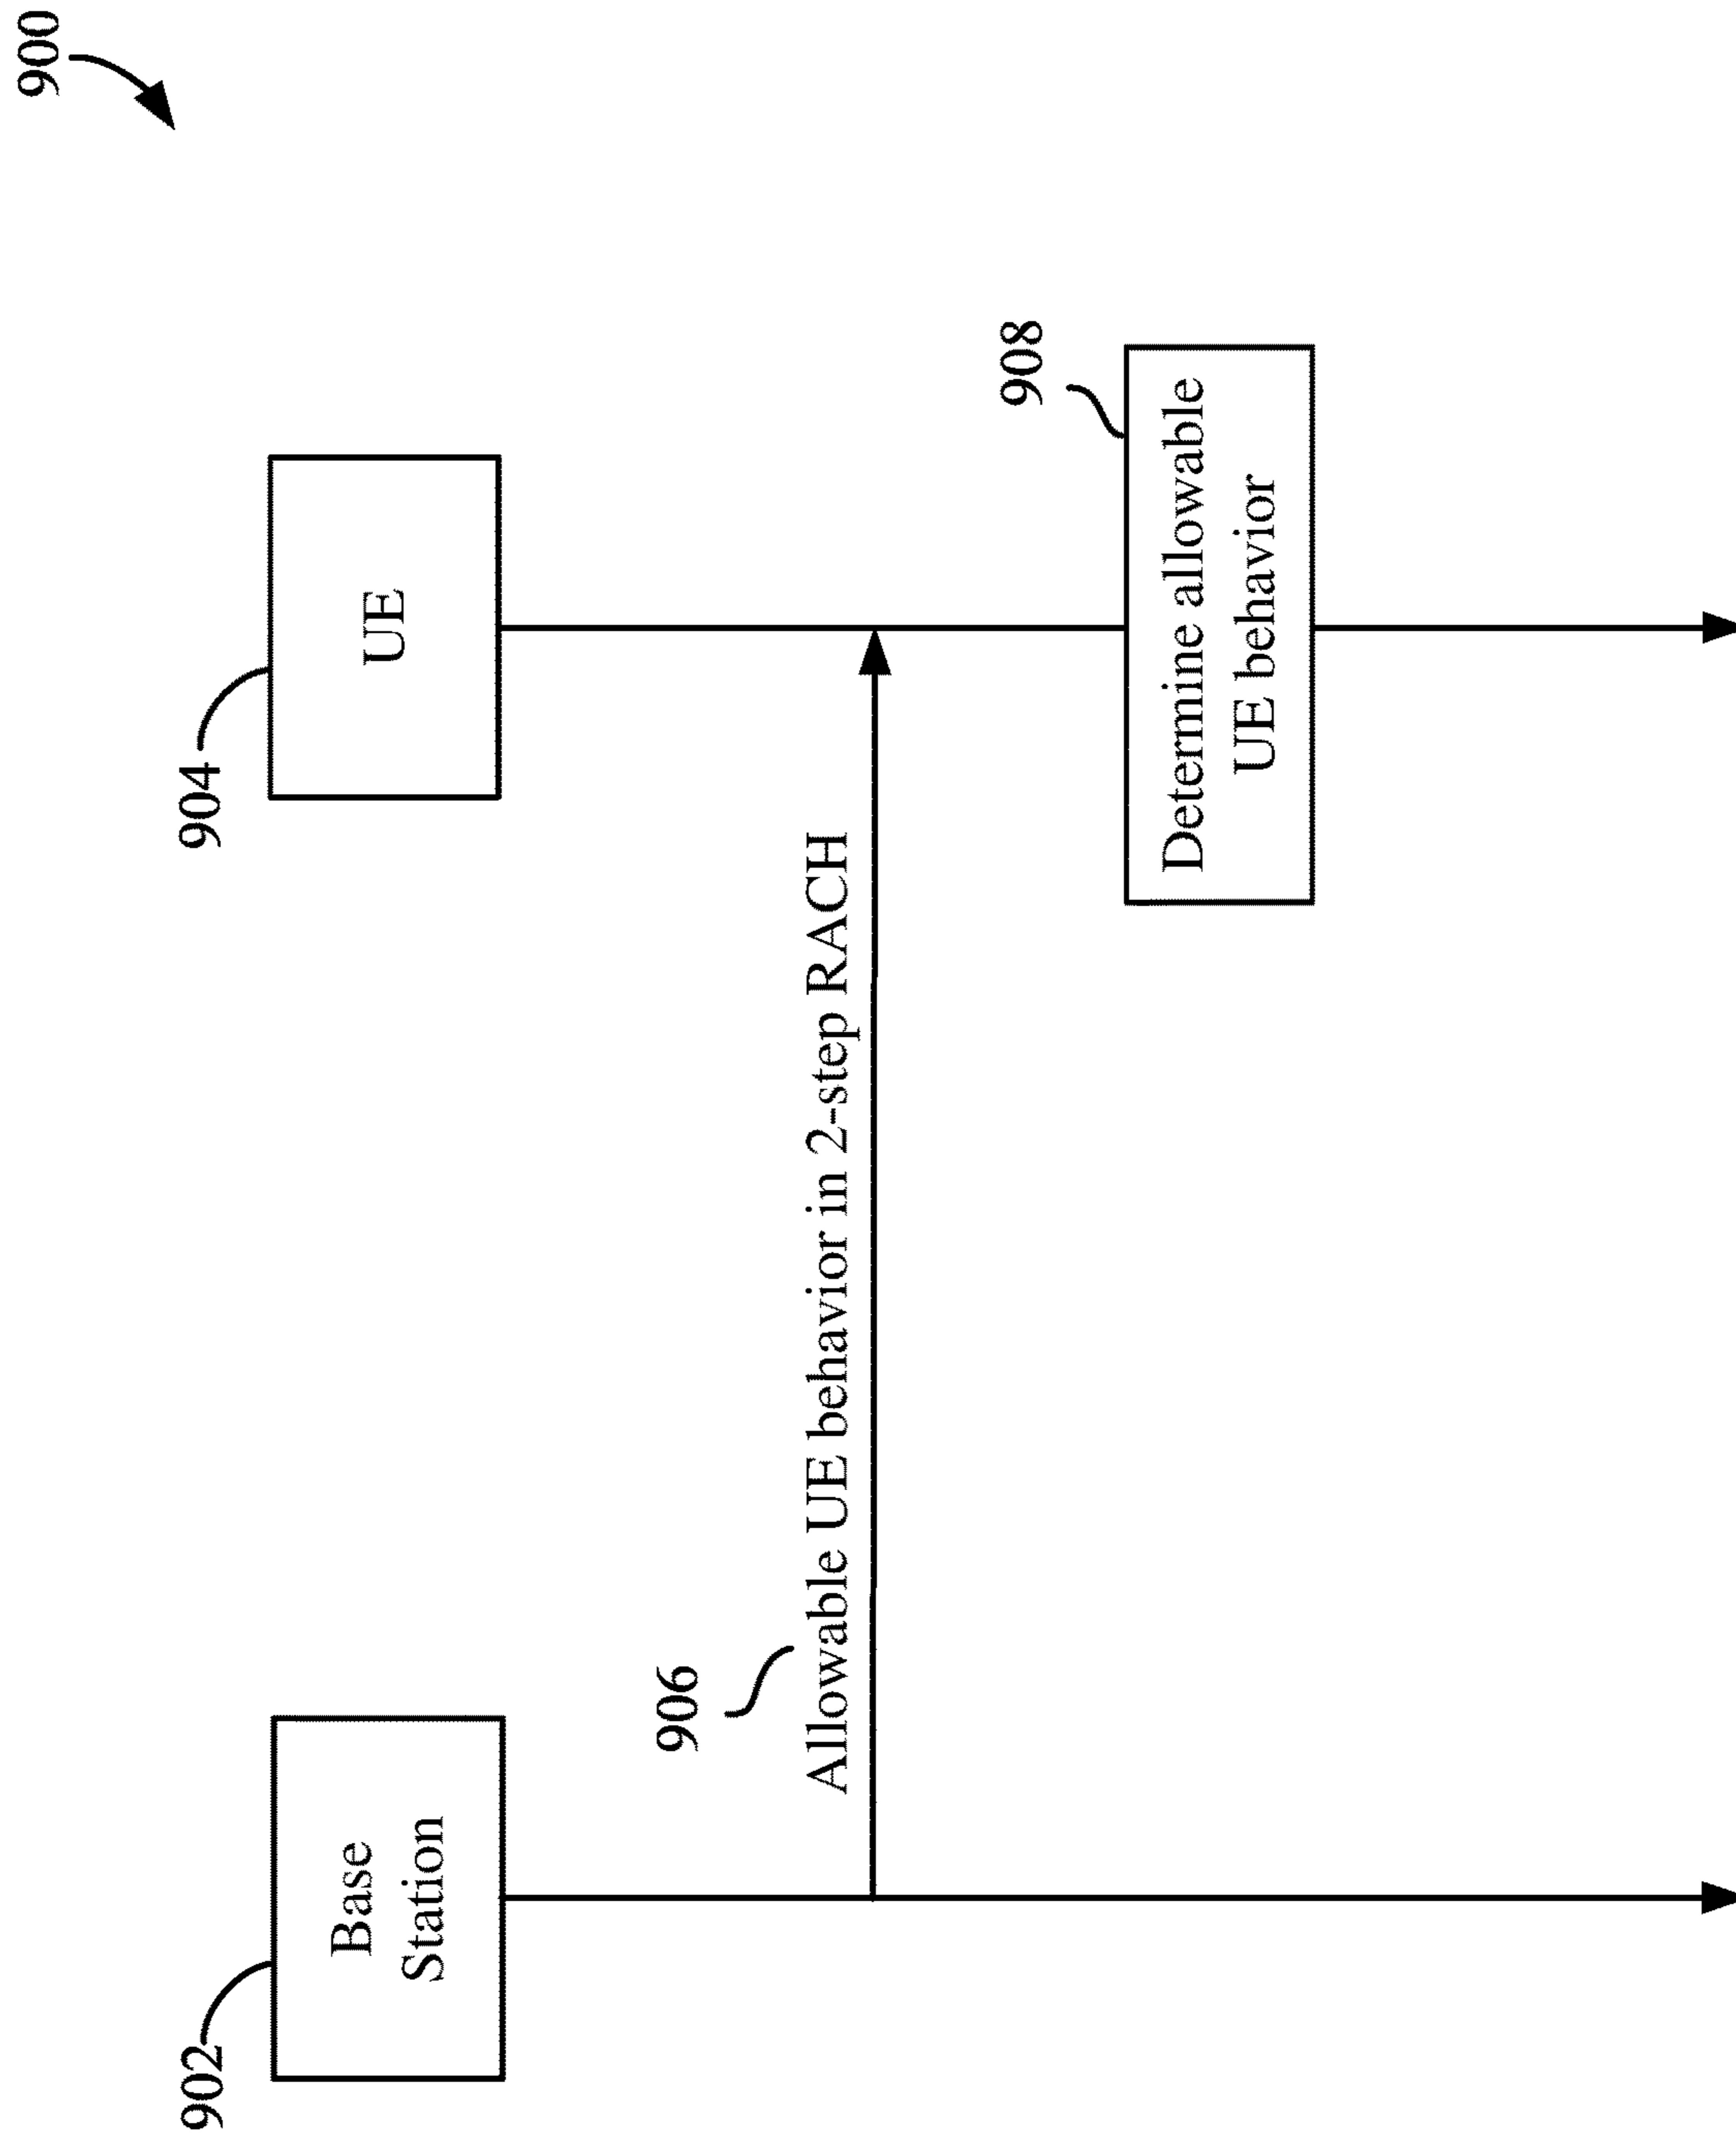 900
902
Base
Station
904
UE
906
Allowable UE behavior in 2-step RACH
908
Determine allowable
UE behavior